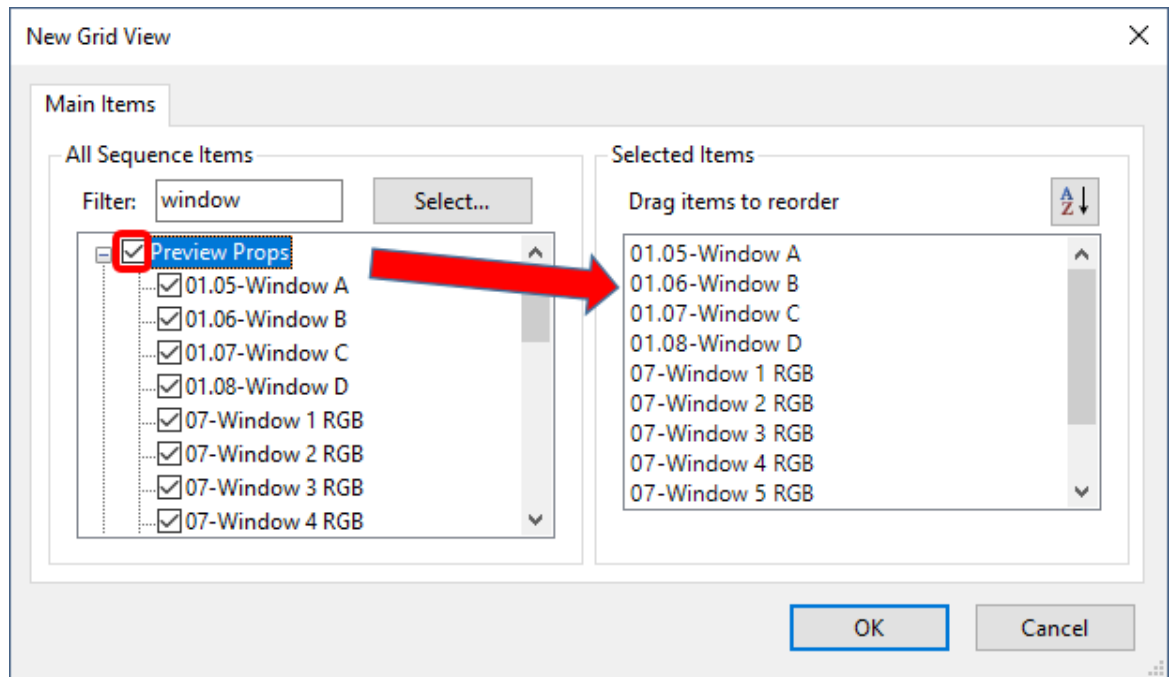 New Grid View
Main Items
All Sequence Items
Filter:
window
Select...
Preview Props
01.05-Window A
01.06-Window B
01.07-Window C
01.08-Window D
07-Window 1 RGB
07-Window 2 RGB
07-Window 3 RGB
07-Window 4 RGB
Selected Items
Drag items to reorder
A
Z
01.05-Window A
01.06-Window B
01.07-Window C
01.08-Window D
07-Window 1 RGB
07-Window 2 RGB
07-Window 3 RGB
07-Window 4 RGB
07-Window 5 RGB
OK
Cancel